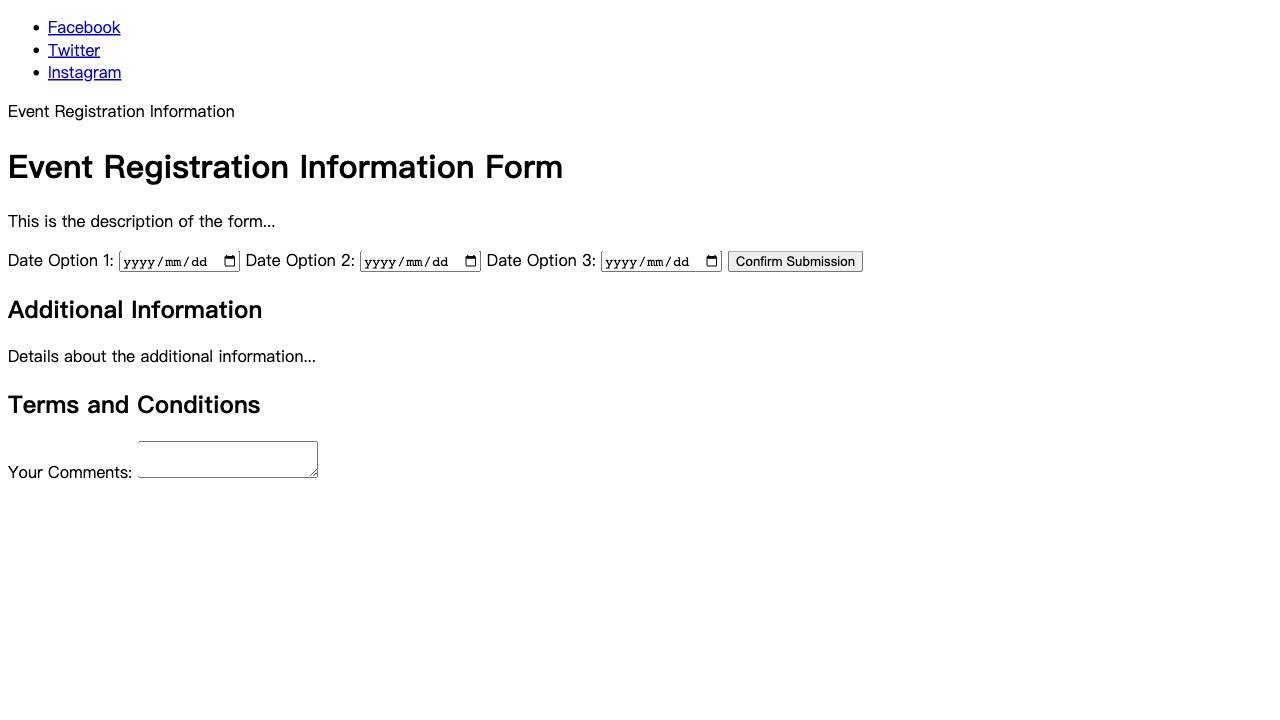 Facebook
Twitter
Instagram
Event Registration Information
Event Registration Information Form
This is the description of the form...
Date Option 1: yyyy/mm/dd Date Option 2: yyyy/mm/dd Date Option 3: yyyy/mm/dd Confirm Submission
Additional Information
Details about the additional information...
Terms and Conditions
Your Comments: